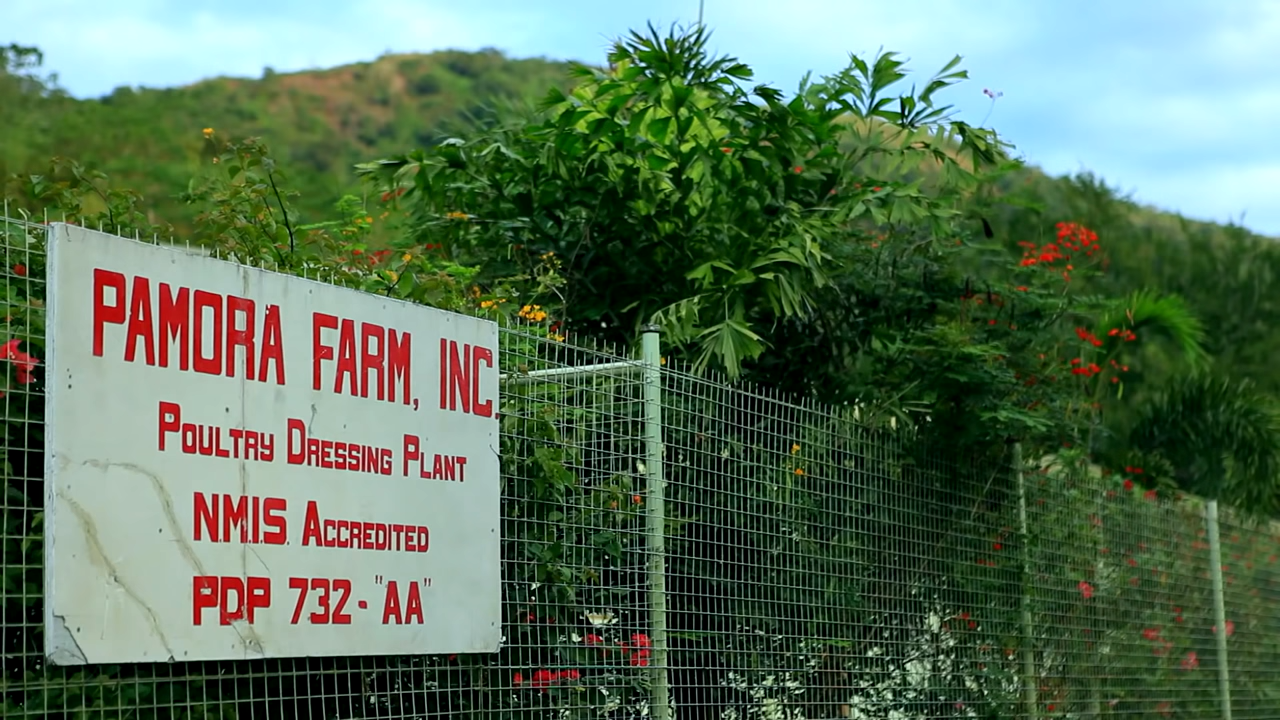 PAMORA FARM, INC.
POULTRY DRESSING PLANT
N.M.I.S. ACCREDITED
PDP 732 - "AA"